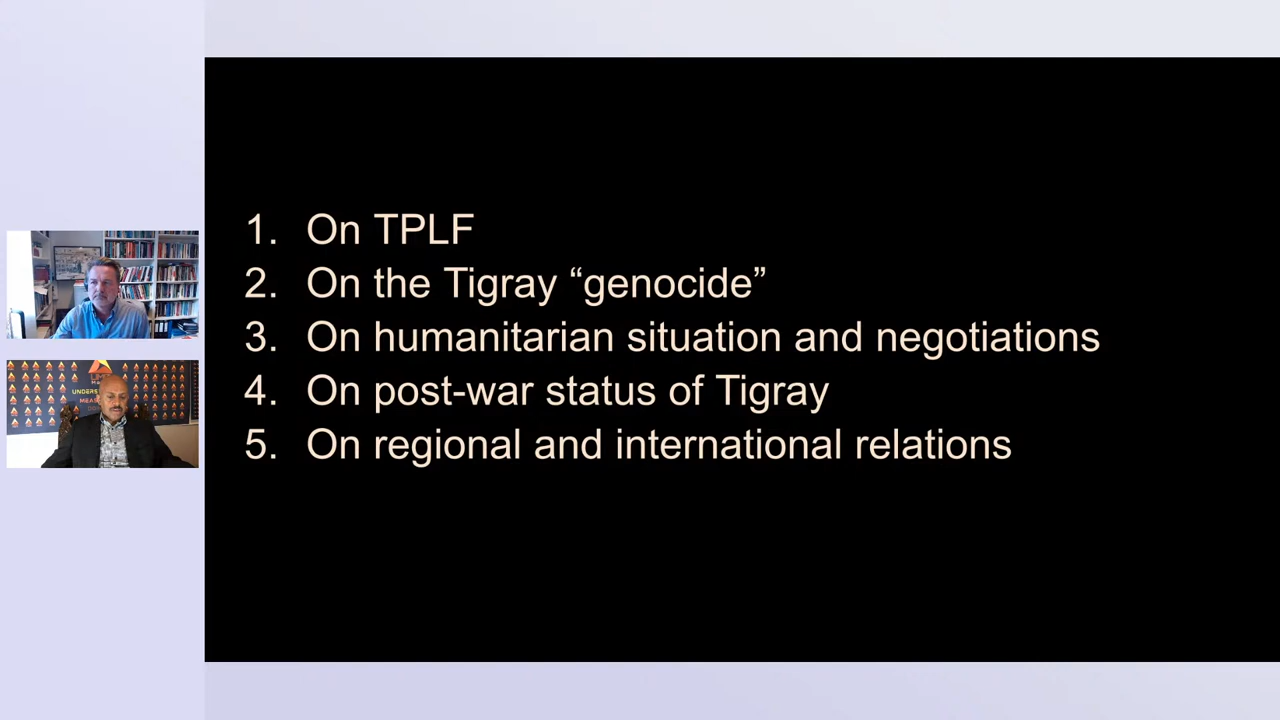 1. On TPLF
2. On the Tigray “genocide”
3. On humanitarian situation and negotiations
4. On post-war status of Tigray
5. On regional and international relations